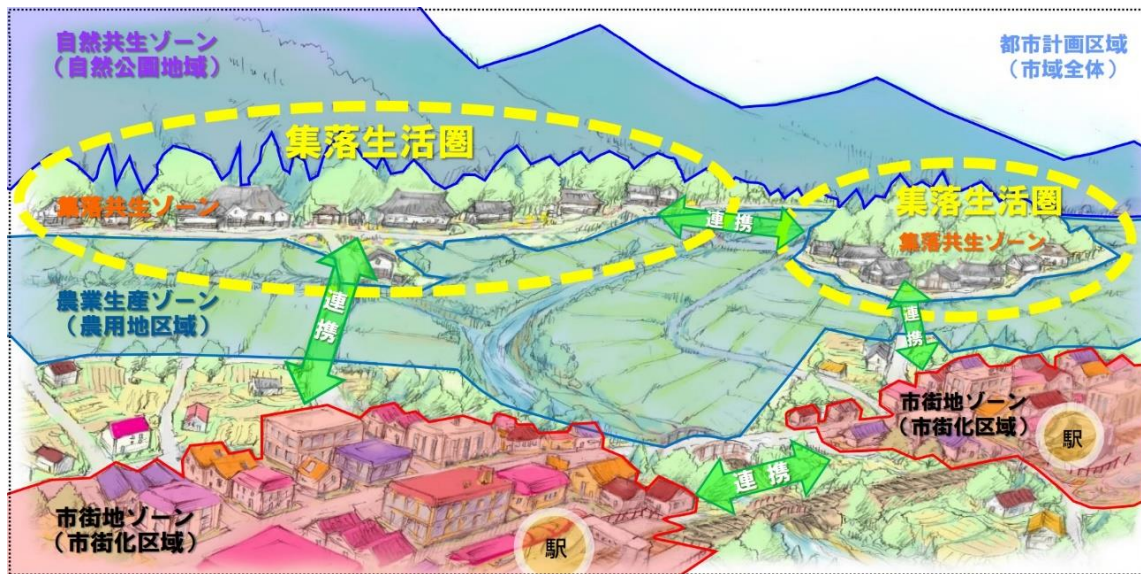 自然共生ゾーン
（自然公園地域）
都市計画区域
（市域全体）
集落生活圏
集落共生ゾーン
集落生活圏
集落共生ゾーン
連携
連携
連携
農業生産ゾーン
（農用地区域）
市街地ゾーン
（市街化区域）
駅
連携
市街地ゾーン
（市街化区域）
駅